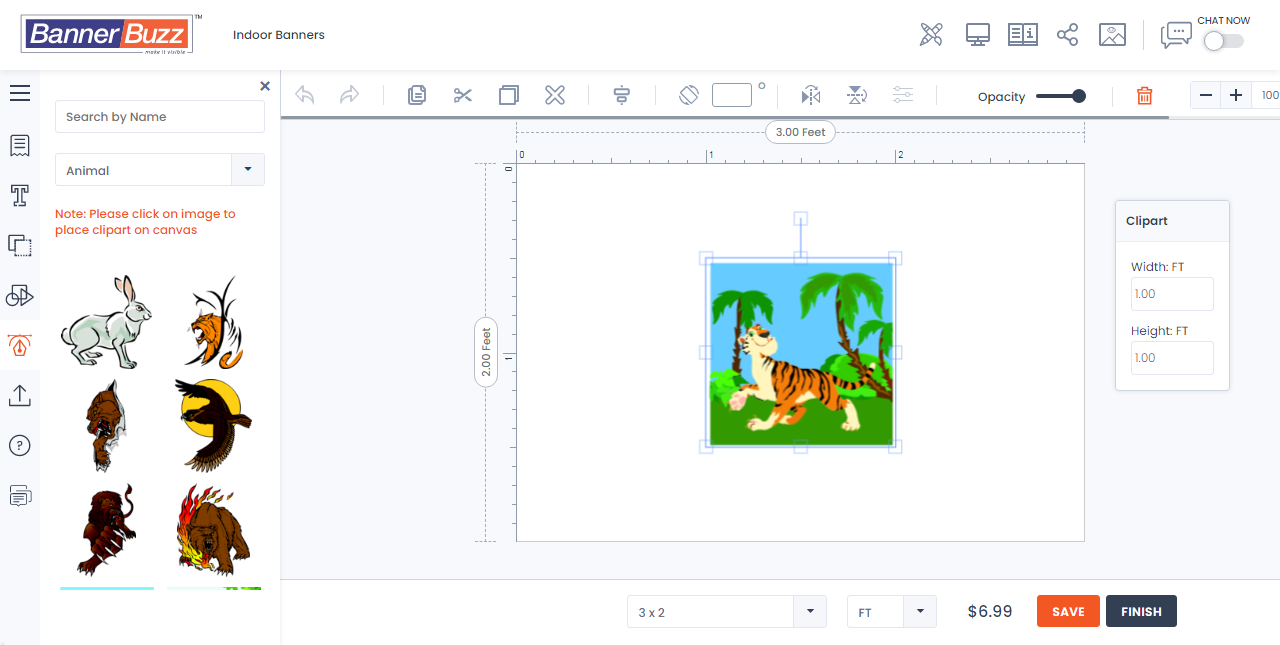 BannerBuzz™
make it visible
Indoor Banners
CHAT NOW
Search by Name
Animal
Note: Please click on image to
place clipart on canvas
Opacity
100
3.00 Feet
0
1
2
0
1
2.00 Feet
Clipart
Width: FT
1.00
Height: FT
1.00
3 x 2
FT
$6.99
SAVE
FINISH